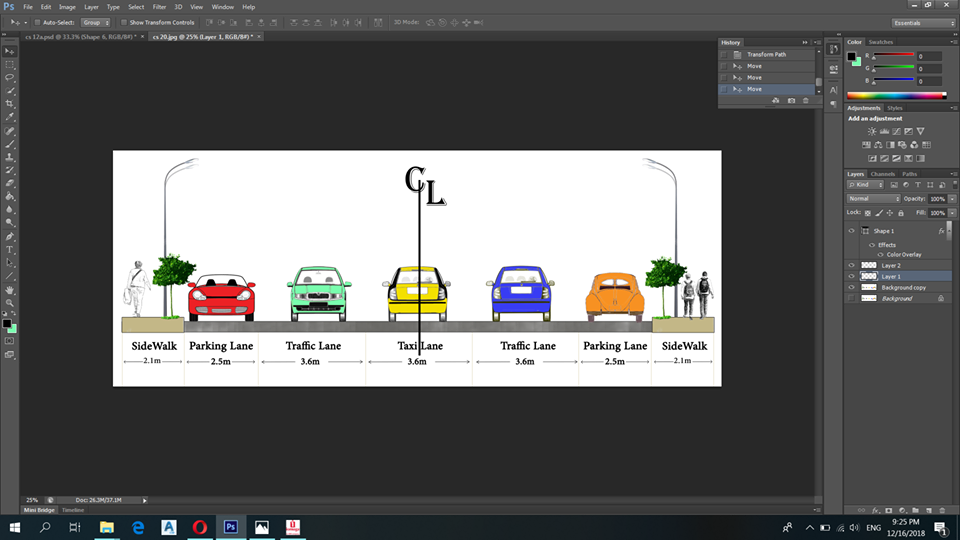 Ps File Edit Image Layer Type Select Filter 3D View Window Help
Auto-Select: Group Show Transform Controls 3D Mode: Essentials
cs 12a.psd @ 33.3% (Shape 6, RGB/8#) * × cs 20.jpg @ 25% (Layer 1, RGB/8#) * ×
History
Transform Path
Move
Move
Move
Color Swatches
R 0
G 0
B 0
Adjustments Styles
Add an adjustment
Layers Channels Paths
Kind
Normal Opacity: 100%
Lock: Fill: 100%
Shape 1 fx
Effects
Color Overlay
Layer 2
Layer 1
Background copy
Background
CL
SideWalk Parking Lane Traffic Lane Taxi Lane Traffic Lane Parking Lane SideWalk
2.1m 2.5m 3.6m 3.6m 3.6m 2.5m 2.1m
25% Doc: 26.3M/37.1M
Mini Bridge Timeline
ENG 9:25 PM
12/16/2018